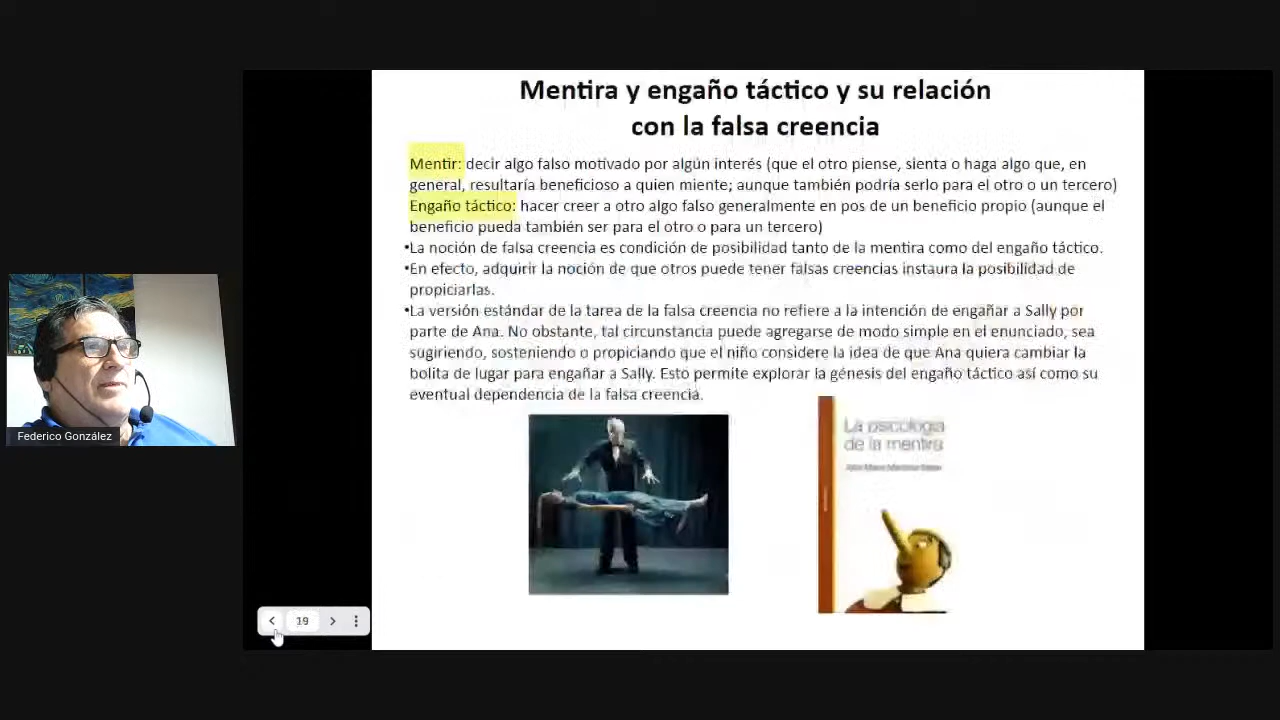 Mentira y engaño táctico y su relación
con la falsa creencia
Mentir: decir algo falso motivado por algún interés (que el otro piense, sienta o haga algo que, en
general, resultaría beneficioso a quien miente; aunque también podría serlo para el otro o un tercero)
Engaño táctico: hacer creer a otro algo falso generalmente en pos de un beneficio propio (aunque el
beneficio pueda también ser para el otro o para un tercero)
•La noción de falsa creencia es condición de posibilidad tanto de la mentira como del engaño táctico.
•En efecto, adquirir la noción de que otros puede tener falsas creencias instaura la posibilidad de
propiciarlas.
•La versión estándar de la tarea de la falsa creencia no refiere a la intención de engañar a Sally por
parte de Ana. No obstante, tal circunstancia puede agregarse de modo simple en el enunciado, sea
sugiriendo, sosteniendo o propiciando que el niño considere la idea de que Ana quiera cambiar la
bolita de lugar para engañar a Sally. Esto permite explorar la génesis del engaño táctico así como su
eventual dependencia de la falsa creencia.
La psicología
de la mentira
Federico González
19